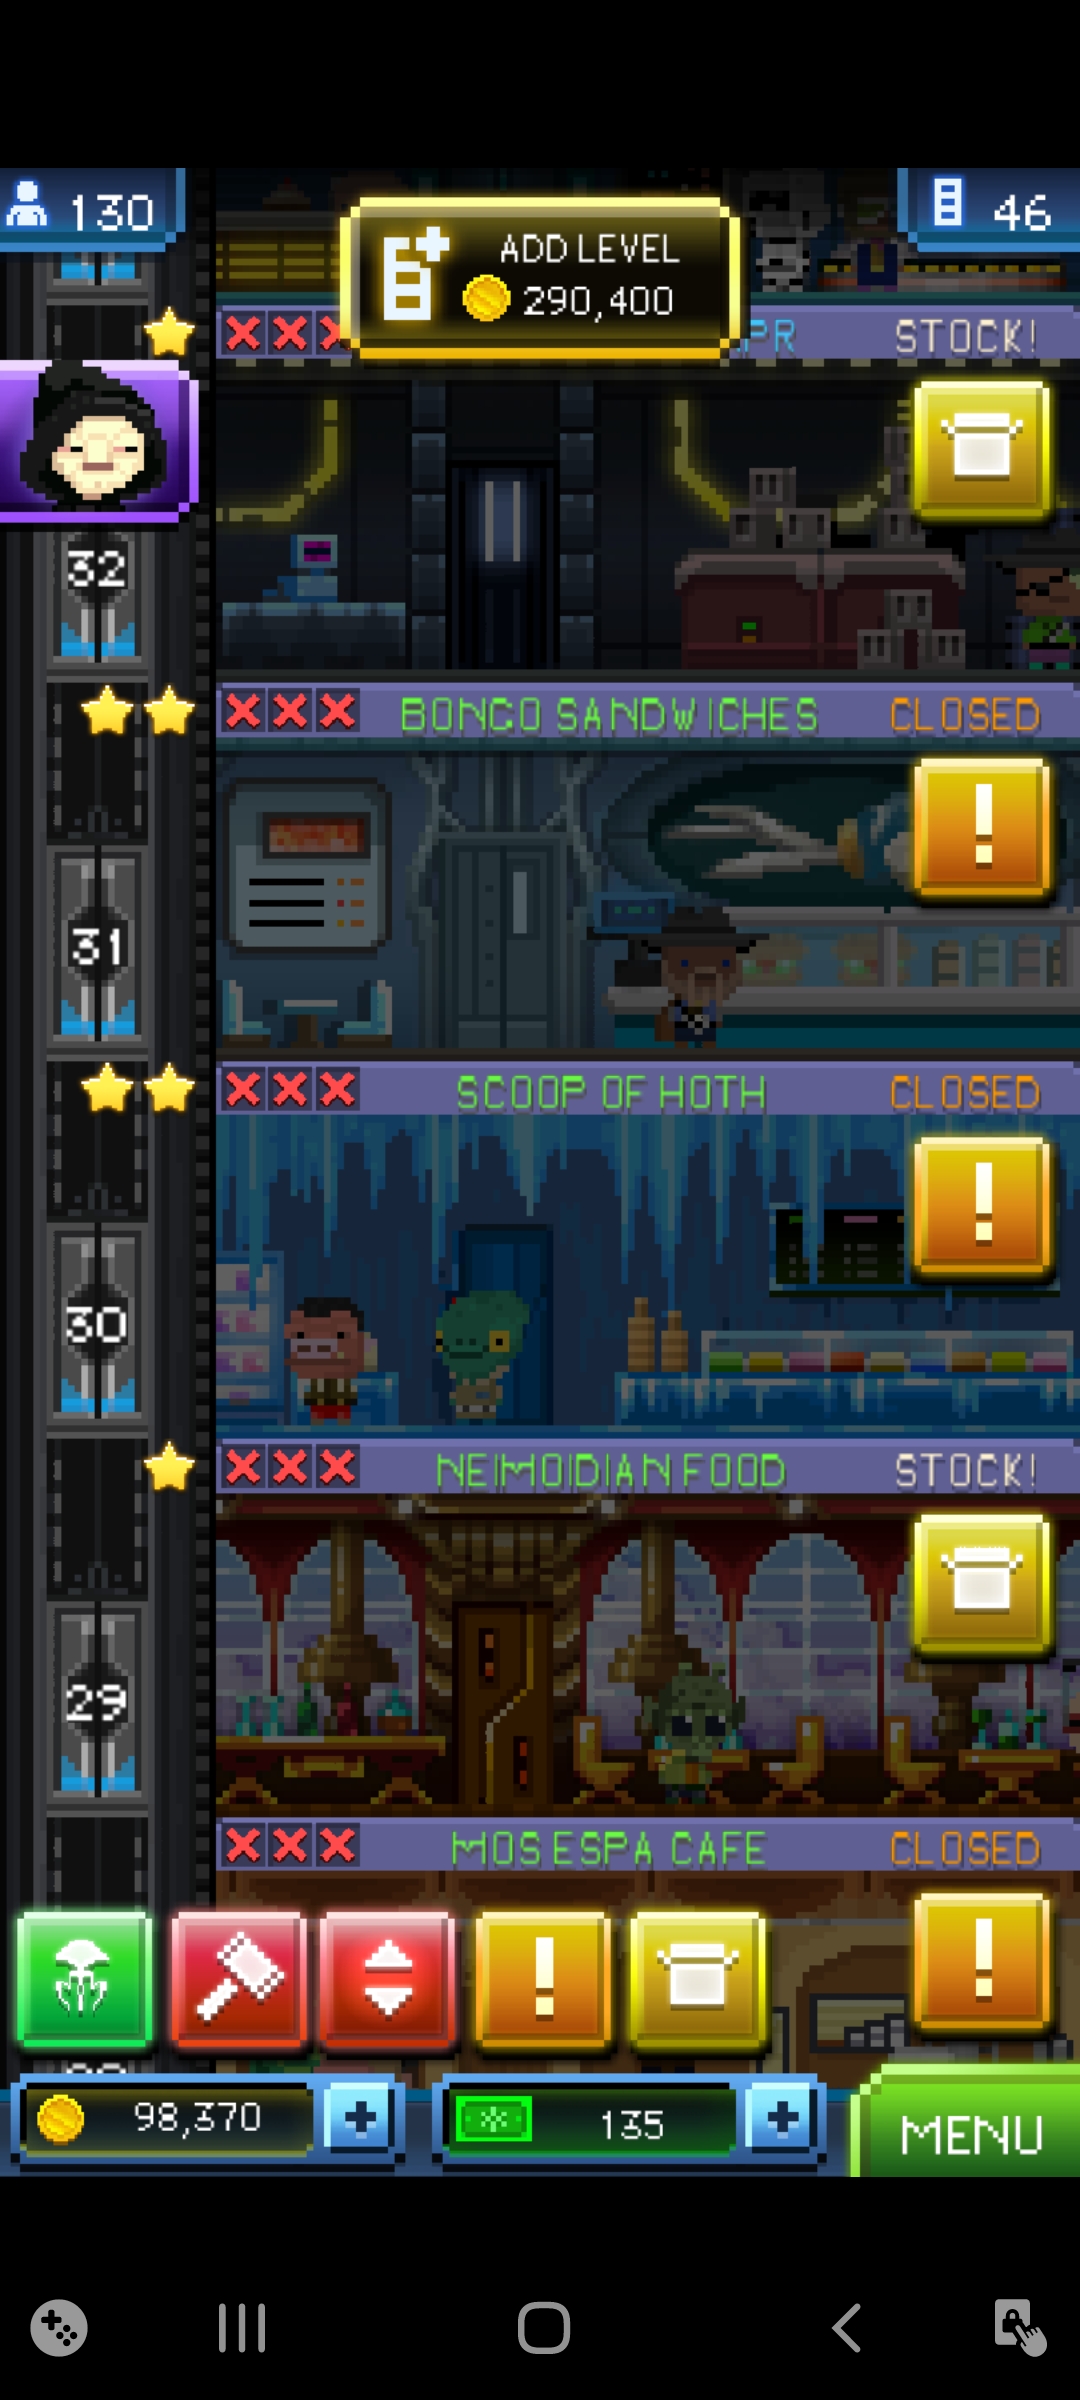 130
46
ADD LEVEL
290,400
PR STOCK!
32
BONGO SANDWICHES CLOSED
31
SCOOP OF HOTH CLOSED
30
NEIMOIDIAN FOOD STOCK!
29
MOS ESPA CAFE CLOSED
98,370
135
MENU